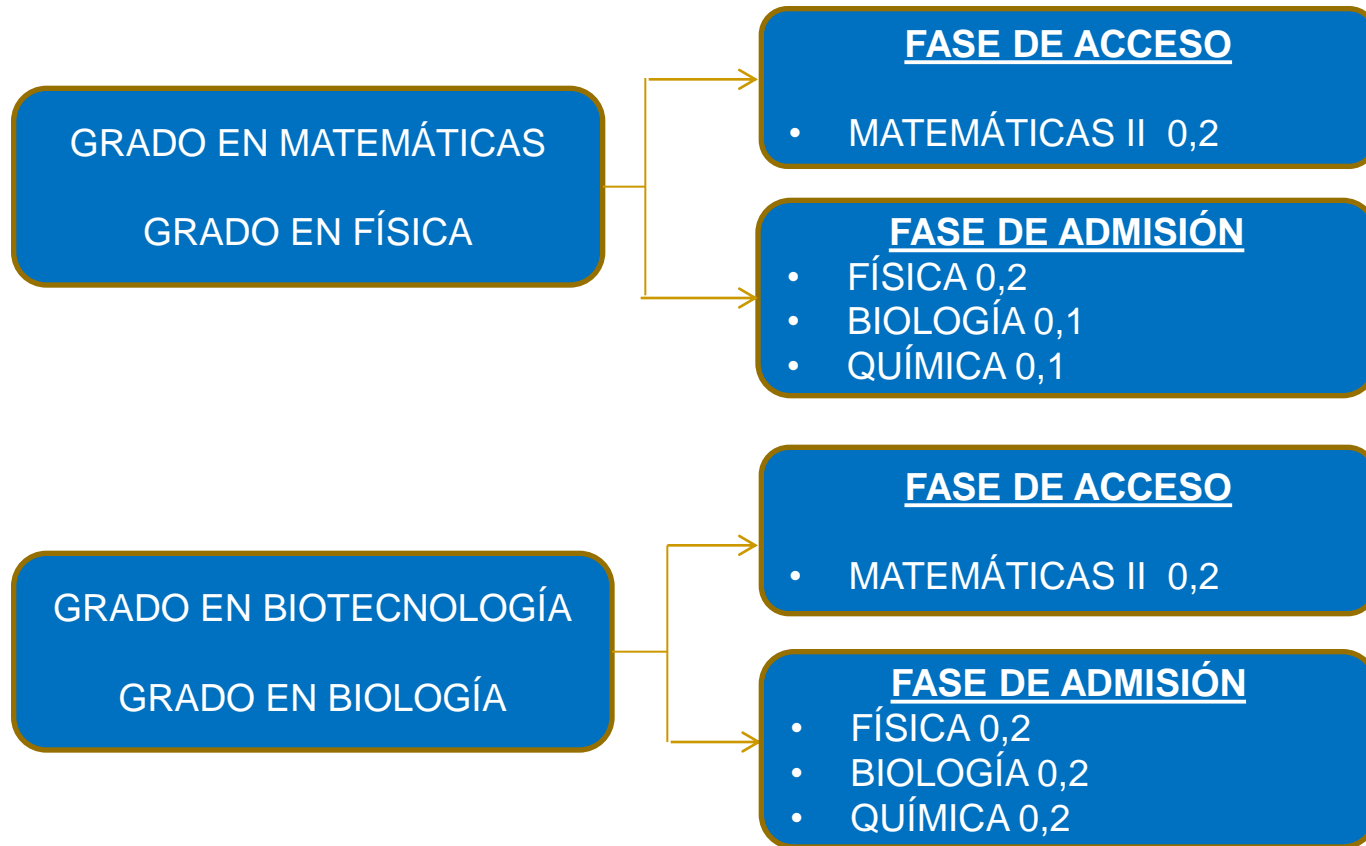 GRADO EN MATEMÁTICAS
GRADO EN FÍSICA
FASE DE ACCESO
• MATEMÁTICAS II 0,2
FASE DE ADMISIÓN
• FÍSICA 0,2
• BIOLOGÍA 0,1
• QUÍMICA 0,1
GRADO EN BIOTECNOLOGÍA
GRADO EN BIOLOGÍA
FASE DE ACCESO
• MATEMÁTICAS II 0,2
FASE DE ADMISIÓN
• FÍSICA 0,2
• BIOLOGÍA 0,2
• QUÍMICA 0,2